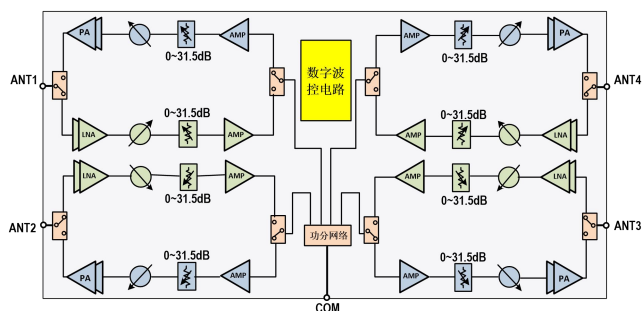 PA
AMP
AMP
PA
0~31.5dB
0~31.5dB
ANT1
数字波
控电路
ANT4
0~31.5dB
0~31.5dB
LNA
AMP
AMP
LNA
LNA
AMP
AMP
LNA
0~31.5dB
0~31.5dB
ANT2
功分网络
ANT3
0~31.5dB
0~31.5dB
PA
AMP
AMP
PA
COM